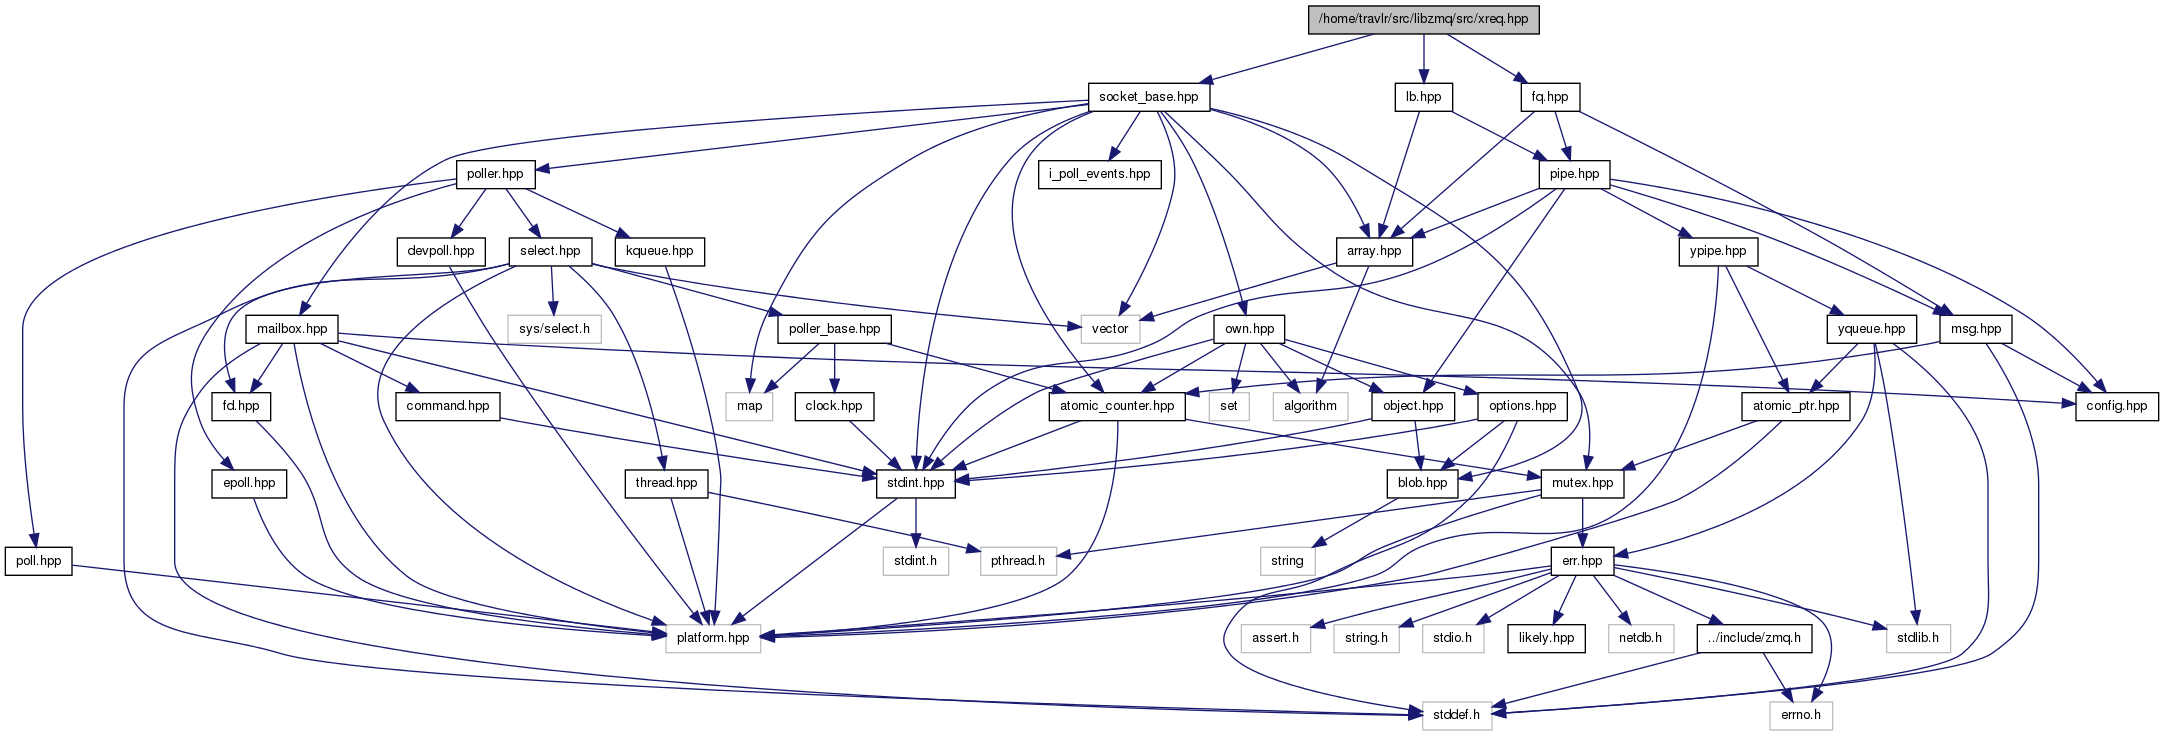 /home/travlr/src/libzmq/src/xreq.hpp
socket_base.hpp
lb.hpp
fq.hpp
poller.hpp
i_poll_events.hpp
pipe.hpp
devpoll.hpp
select.hpp
kqueue.hpp
array.hpp
ypipe.hpp
mailbox.hpp
sys/select.h
poller_base.hpp
vector
own.hpp
yqueue.hpp
msg.hpp
fd.hpp
command.hpp
map
clock.hpp
atomic_counter.hpp
set
algorithm
object.hpp
options.hpp
atomic_ptr.hpp
config.hpp
epoll.hpp
thread.hpp
stdint.hpp
blob.hpp
mutex.hpp
poll.hpp
stdint.h
pthread.h
string
err.hpp
platform.hpp
assert.h
string.h
stdio.h
likely.hpp
netdb.h
../include/zmq.h
stdlib.h
stddef.h
errno.h